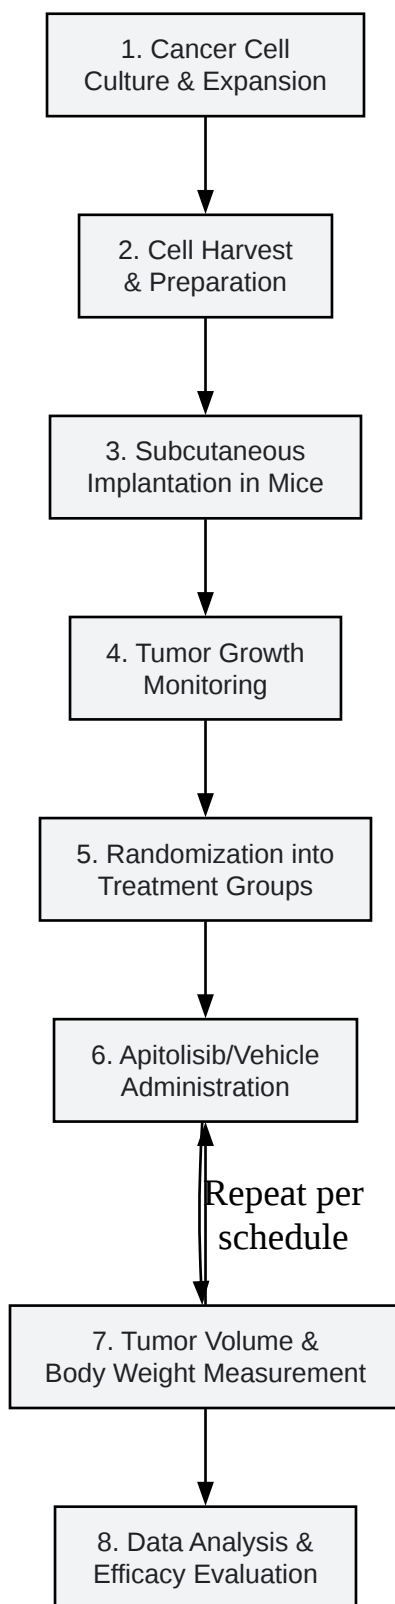 1. Cancer Cell
Culture & Expansion
2. Cell Harvest
& Preparation
3. Subcutaneous
Implantation in Mice
4. Tumor Growth
Monitoring
5. Randomization into
Treatment Groups
6. Apitolisib/Vehicle
Administration
Repeat per
schedule
7. Tumor Volume &
Body Weight Measurement
8. Data Analysis &
Efficacy Evaluation